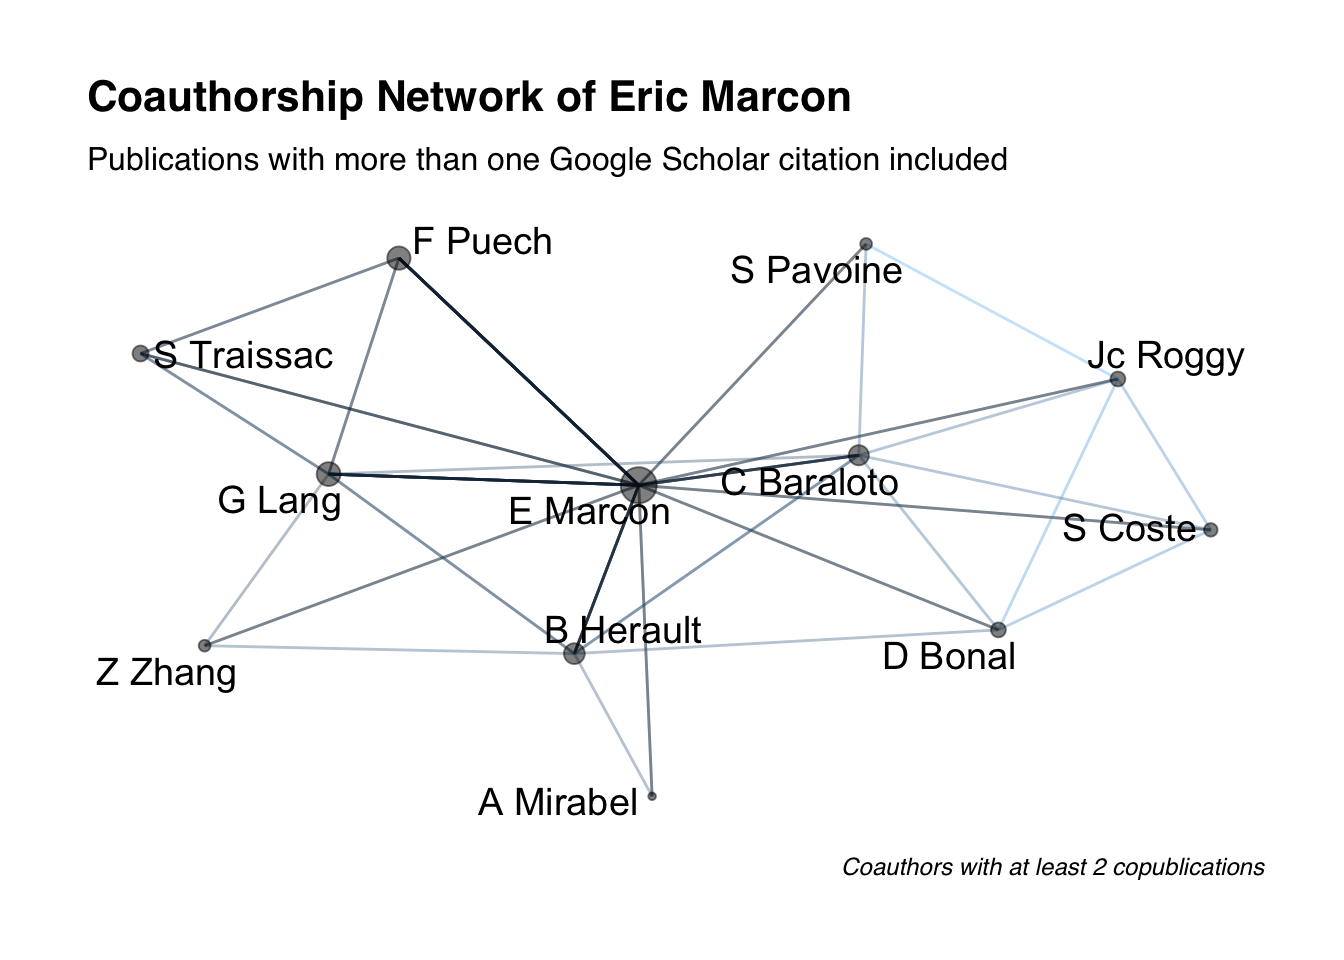 Coauthorship Network of Eric Marcon
Publications with more than one Google Scholar citation included
F Puech
S Pavoine
S Traissac
Jc Roggy
G Lang
E Marcon
C Baraloto
S Coste
B Herault
Z Zhang
D Bonal
A Mirabel
Coauthors with at least 2 copublications